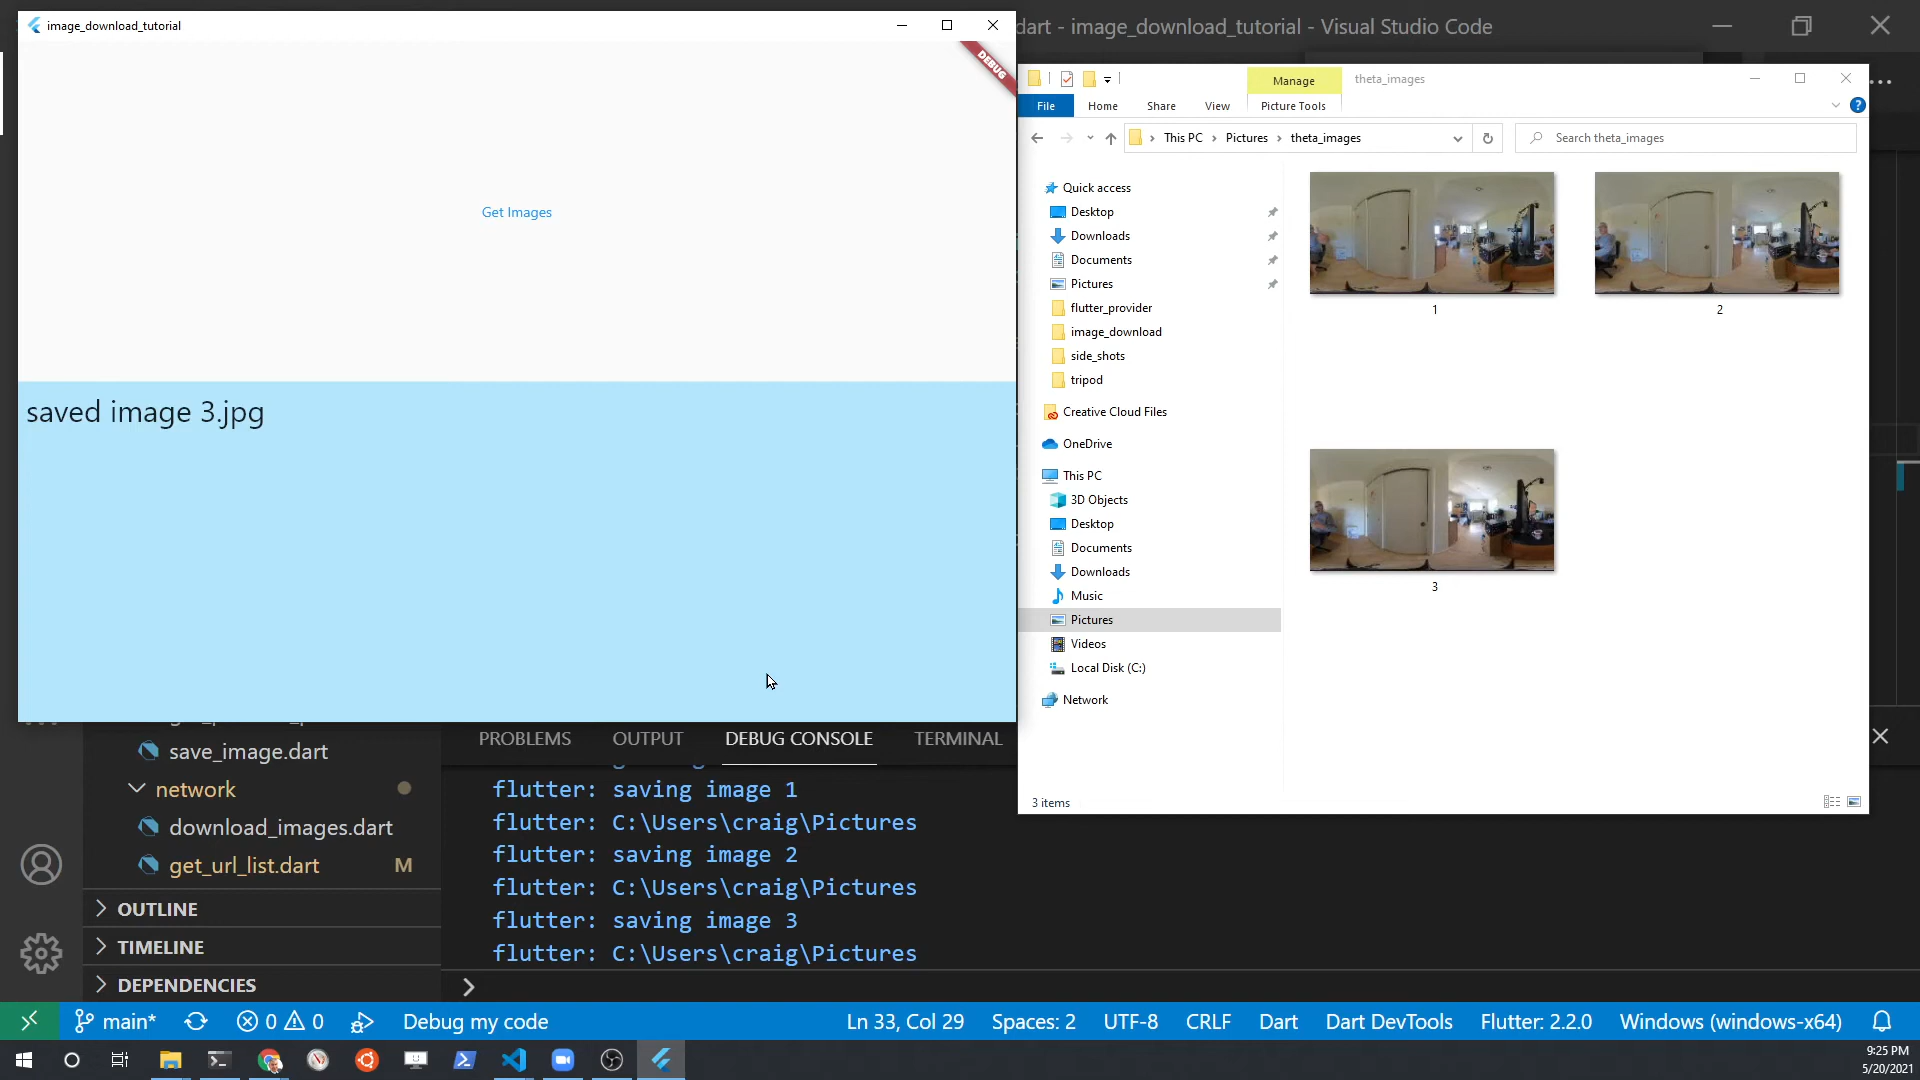 image_download_tutorial
dart - image_download_tutorial - Visual Studio Code
DEBUG
Get Images
saved image 3.jpg
Manage
theta_images
File
Home
Share
View
Picture Tools
This PC
Pictures
theta_images
Search theta_images
Quick access
Desktop
Downloads
Documents
Pictures
flutter_provider
image_download
side_shots
tripod
Creative Cloud Files
OneDrive
This PC
3D Objects
Desktop
Documents
Downloads
Music
Pictures
Videos
Local Disk (C:)
Network
1
2
3
3 items
save_image.dart
network
download_images.dart
get_url_list.dart M
OUTLINE
TIMELINE
DEPENDENCIES
PROBLEMS
OUTPUT
DEBUG CONSOLE
TERMINAL
flutter: saving image 1
flutter: C:\Users\craig\Pictures
flutter: saving image 2
flutter: C:\Users\craig\Pictures
flutter: saving image 3
flutter: C:\Users\craig\Pictures
main*
0
0
Debug my code
Ln 33, Col 29
Spaces: 2
UTF-8
CRLF
Dart
Dart DevTools
Flutter: 2.2.0
Windows (windows-x64)
9:25 PM
5/20/2021